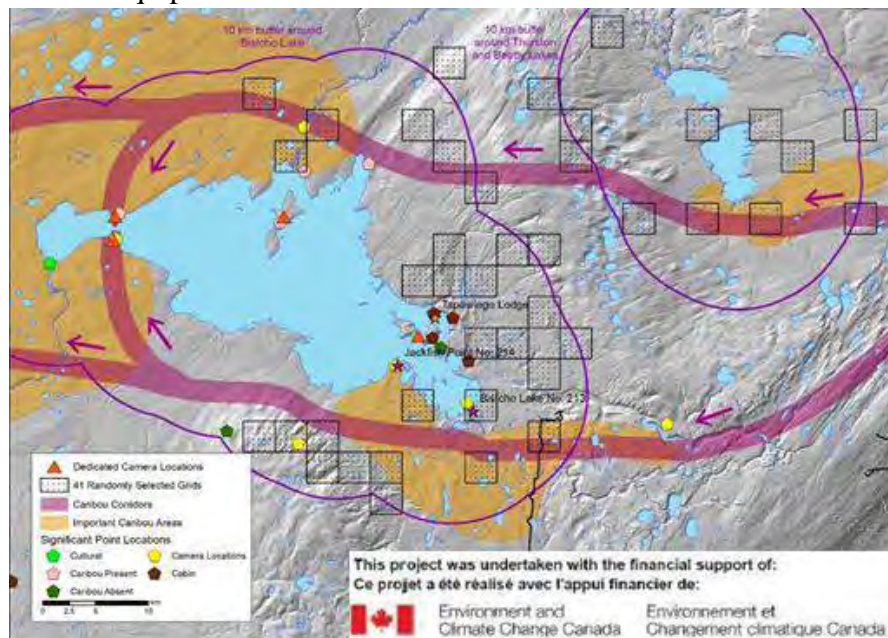 10 km buffer around
Bistcho Lake
10 km buffer
around Thurston
Tapawingo Lodge
Jackfish Point No. 214
Bistcho Lake No. 213
Dedicated Camera Locations
41 Randomly Selected Grids
Caribou Corridors
Important Caribou Areas
Significant Point Locations
Cultural
Camera Locations
Caribou Present
Cabin
Caribou Absent
0 2.5 5 10
This project was undertaken with the financial support of:
Ce projet a été réalisé avec l'appui financier de:
Environment and
Climate Change Canada
Environnement et
Changement climatique Canada